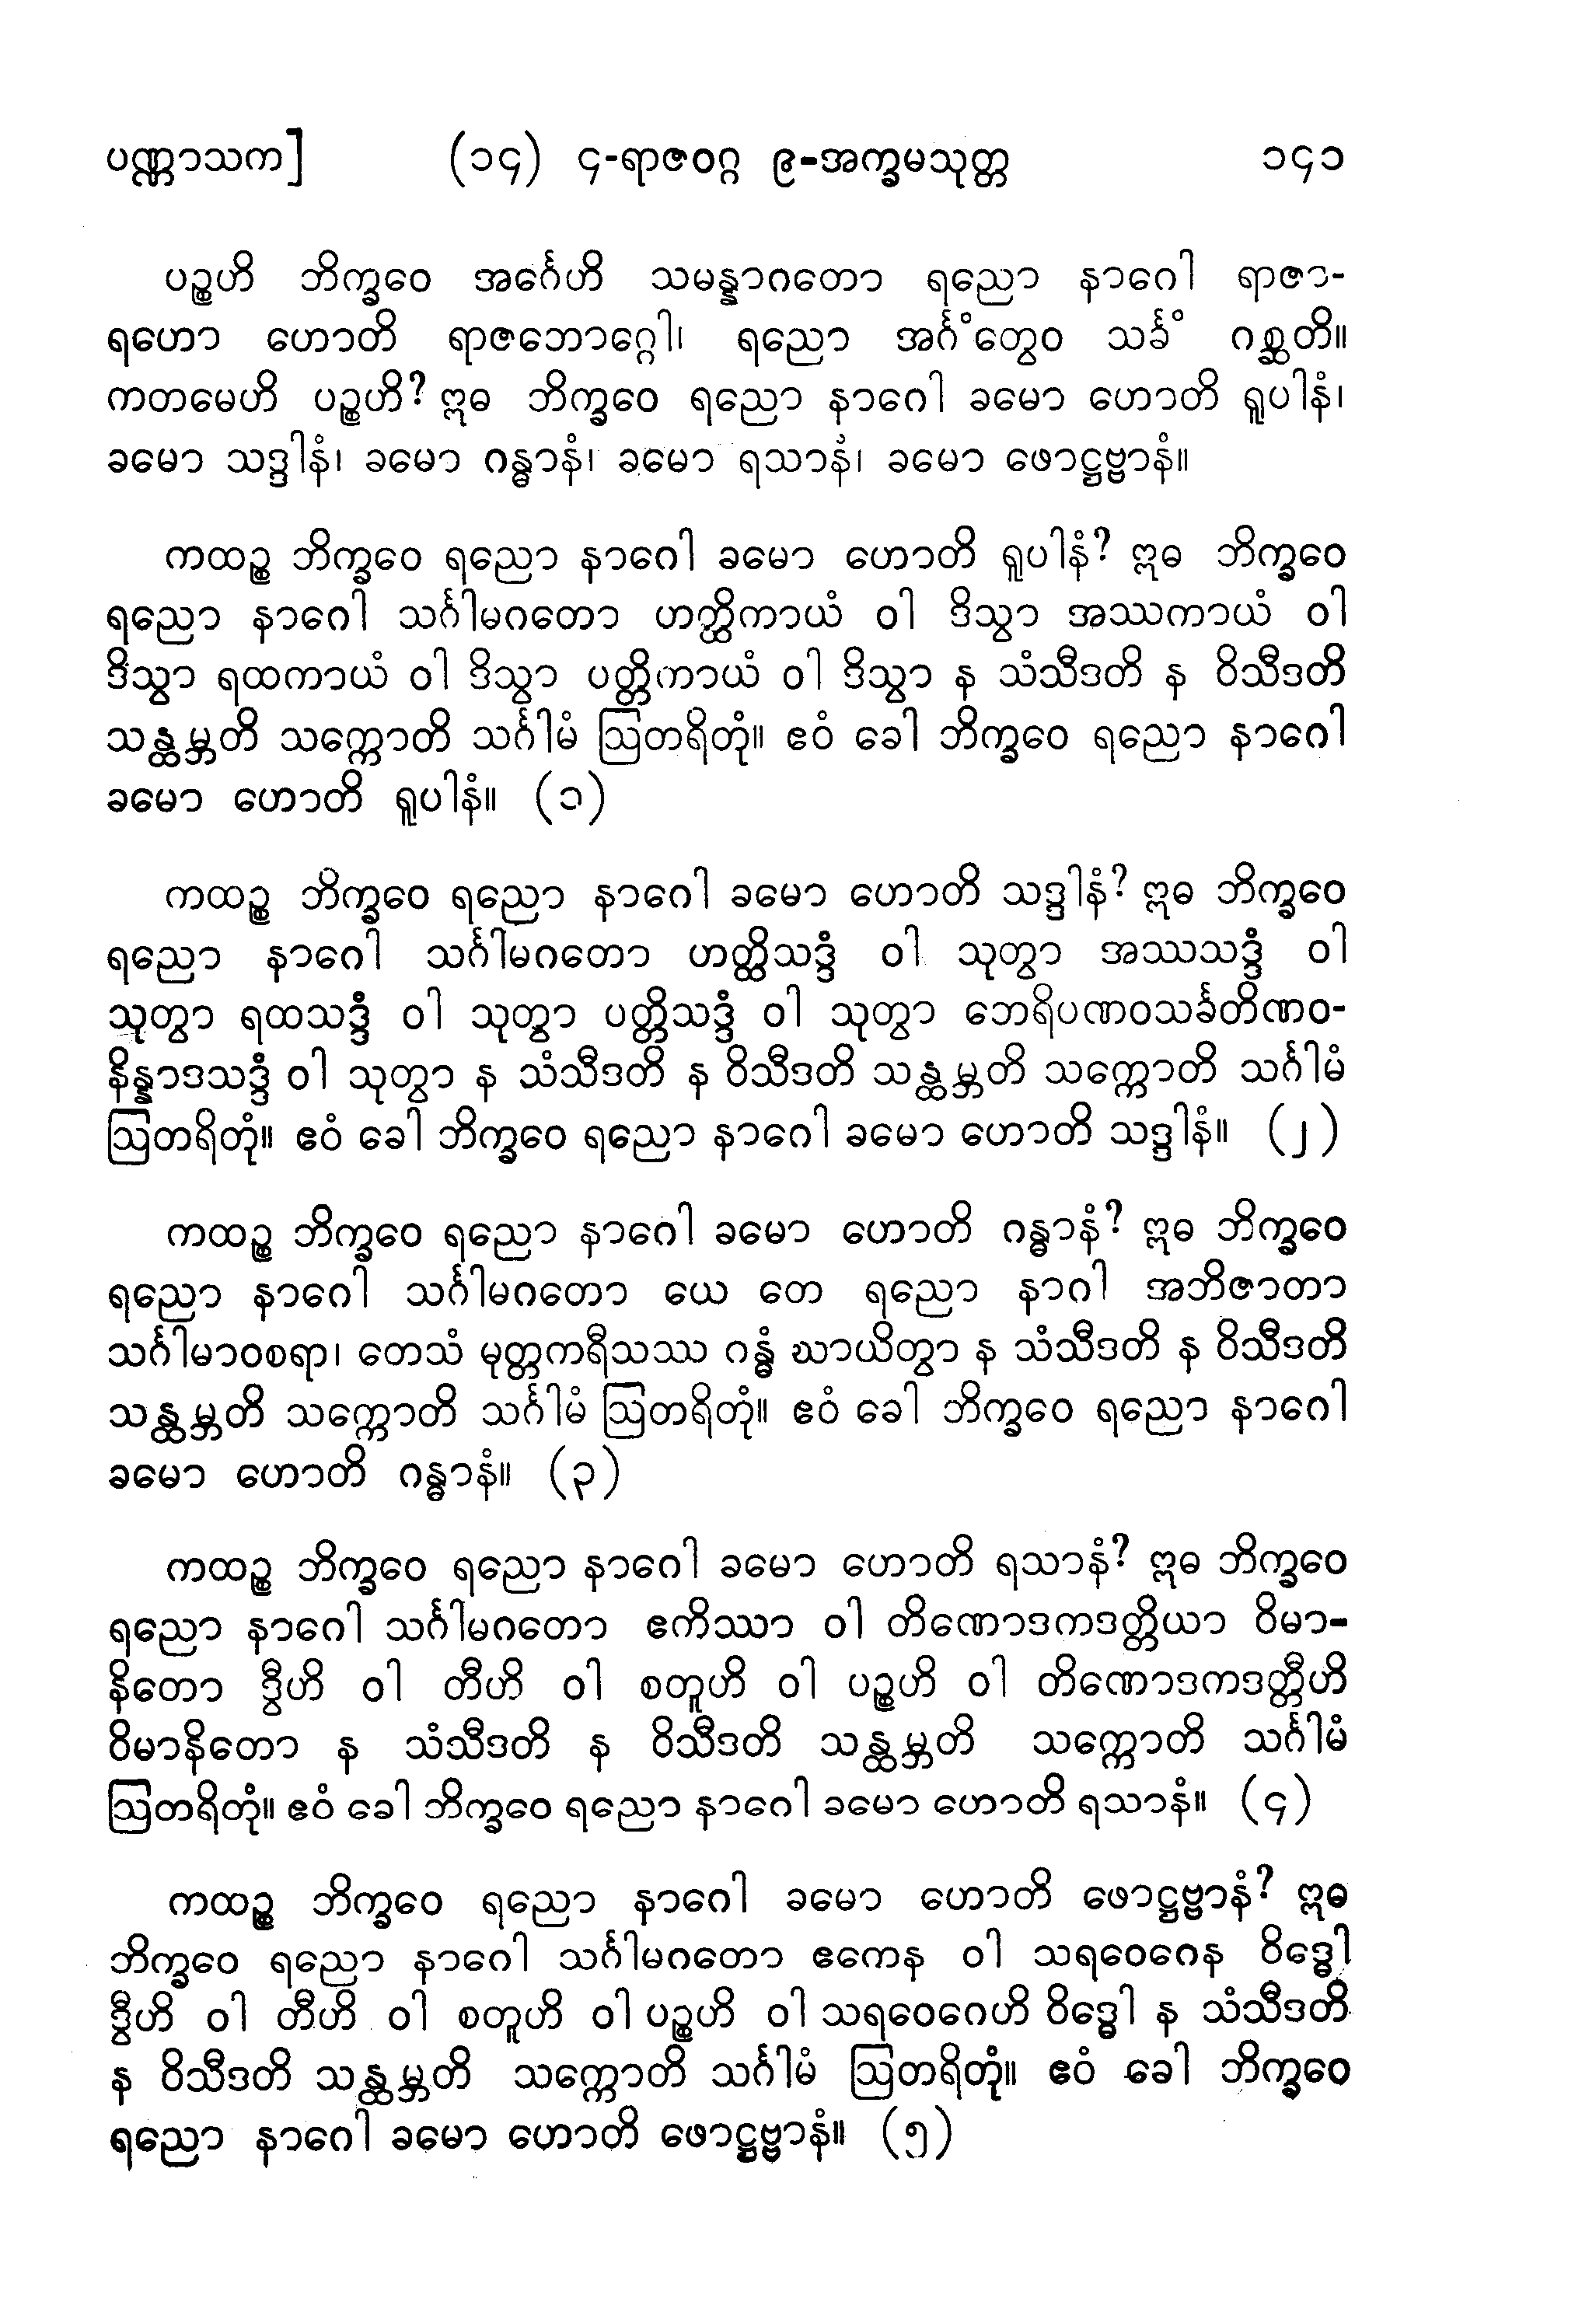 ပဏ္ဏာသက] (၁၄) ၄-ရာဇဝဂ္ဂ ၉-အက္ခမသုတ္တ ၁၄၁
ပဉ္စဟိ ဘိက္ခဝေ အင်္ဂေဟိ သမန္နာဂတော ရညော နာဂေါ ရာဇာ-
ရဟော ဟောတိ ရာဇဘောဂ္ဂေါ၊ ရညော အင်္ဂံတွေဝ သင်္ခံ ဂစ္ဆတိ။
ကတမေဟိ ပဉ္စဟိ? ဣဓ ဘိက္ခဝေ ရညော နာဂေါ ခမော ဟောတိ ရူပါနံ၊
ခမော သဒ္ဒါနံ၊ ခမော ဂန္ဓာနံ၊ ခမော ရသာနံ၊ ခမော ဖောဋ္ဌဗ္ဗာနံ။
ကထဉ္စ ဘိက္ခဝေ ရညော နာဂေါ ခမော ဟောတိ ရူပါနံ? ဣဓ ဘိက္ခဝေ
ရညော နာဂေါ သင်္ဂါမဂတော ဟတ္ထိကာယံ ဝါ ဒိသွာ အဿကာယံ ဝါ
ဒိသွာ ရထကာယံ ဝါ ဒိသွာ ပတ္တိကာယံ ဝါ ဒိသွာ န သံသီဒတိ န ဝိသီဒတိ
သန္ထမ္ဘတိ သက္ကောတိ သင်္ဂါမံ ဩတရိတုံ။ ဧဝံ ခေါ ဘိက္ခဝေ ရညော နာဂေါ
ခမော ဟောတိ ရူပါနံ။ (၁)
ကထဉ္စ ဘိက္ခဝေ ရညော နာဂေါ ခမော ဟောတိ သဒ္ဒါနံ? ဣဓ ဘိက္ခဝေ
ရညော နာဂေါ သင်္ဂါမဂတော ဟတ္ထိသဒ္ဒံ ဝါ သုတွာ အဿသဒ္ဒံ ဝါ
သုတွာ ရထသဒ္ဒံ ဝါ သုတွာ ပတ္တိသဒ္ဒံ ဝါ သုတွာ ဘေရိပဏဝသင်္ခတိဏဝ-
နိန္နာဒသဒ္ဒံ ဝါ သုတွာ န သံသီဒတိ န ဝိသီဒတိ သန္ထမ္ဘတိ သက္ကောတိ သင်္ဂါမံ
ဩတရိတုံ။ ဧဝံ ခေါ ဘိက္ခဝေ ရညော နာဂေါ ခမော ဟောတိ သဒ္ဒါနံ။ (၂)
ကထဉ္စ ဘိက္ခဝေ ရညော နာဂေါ ခမော ဟောတိ ဂန္ဓာနံ? ဣဓ ဘိက္ခဝေ
ရညော နာဂေါ သင်္ဂါမဂတော ယေ တေ ရညော နာဂါ အဘိဇာတာ
သင်္ဂါမာဝစရာ၊ တေသံ မုတ္တကရီသဿ ဂန္ဓံ ဃာယိတွာ န သံသီဒတိ န ဝိသီဒတိ
သန္ထမ္ဘတိ သက္ကောတိ သင်္ဂါမံ ဩတရိတုံ။ ဧဝံ ခေါ ဘိက္ခဝေ ရညော နာဂေါ
ခမော ဟောတိ ဂန္ဓာနံ။ (၃)
ကထဉ္စ ဘိက္ခဝေ ရညော နာဂေါ ခမော ဟောတိ ရသာနံ? ဣဓ ဘိက္ခဝေ
ရညော နာဂေါ သင်္ဂါမဂတော ဧကိဿာ ဝါ တိဏောဒကဒတ္တိယာ ဝိမာ-
နိတော ဒွီဟိ ဝါ တီဟိ ဝါ စတူဟိ ဝါ ပဉ္စဟိ ဝါ တိဏောဒကဒတ္တီဟိ
ဝိမာနိတော န သံသီဒတိ န ဝိသီဒတိ သန္ထမ္ဘတိ သက္ကောတိ သင်္ဂါမံ
ဩတရိတုံ။ ဧဝံ ခေါ ဘိက္ခဝေ ရညော နာဂေါ ခမော ဟောတိ ရသာနံ။ (၄)
ကထဉ္စ ဘိက္ခဝေ ရညော နာဂေါ ခမော ဟောတိ ဖောဋ္ဌဗ္ဗာနံ? ဣဓ
ဘိက္ခဝေ ရညော နာဂေါ သင်္ဂါမဂတော ဧကေန ဝါ သရဝေဂေန ဝိဒ္ဓေါ
ဒွီဟိ ဝါ တီဟိ ဝါ စတူဟိ ဝါ ပဉ္စဟိ ဝါ သရဝေဂေဟိ ဝိဒ္ဓေါ န သံသီဒတိ
န ဝိသီဒတိ သန္ထမ္ဘတိ သက္ကောတိ သင်္ဂါမံ ဩတရိတုံ။ ဧဝံ ခေါ ဘိက္ခဝေ
ရညော နာဂေါ ခမော ဟောတိ ဖောဋ္ဌဗ္ဗာနံ။ (၅)